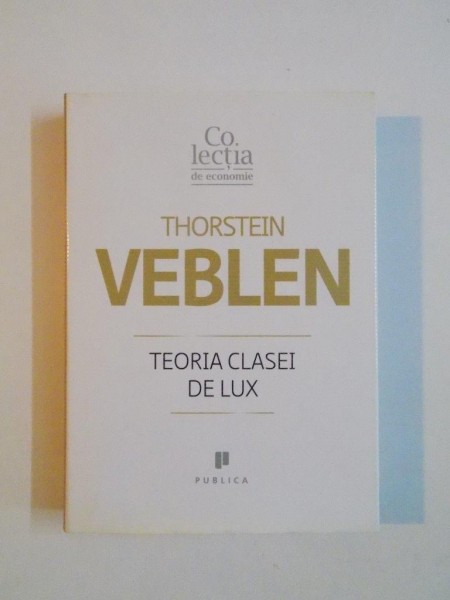 Co.
lecția
de economie
THORSTEIN
VEBLEN
TEORIA CLASEI
DE LUX
PUBLICA